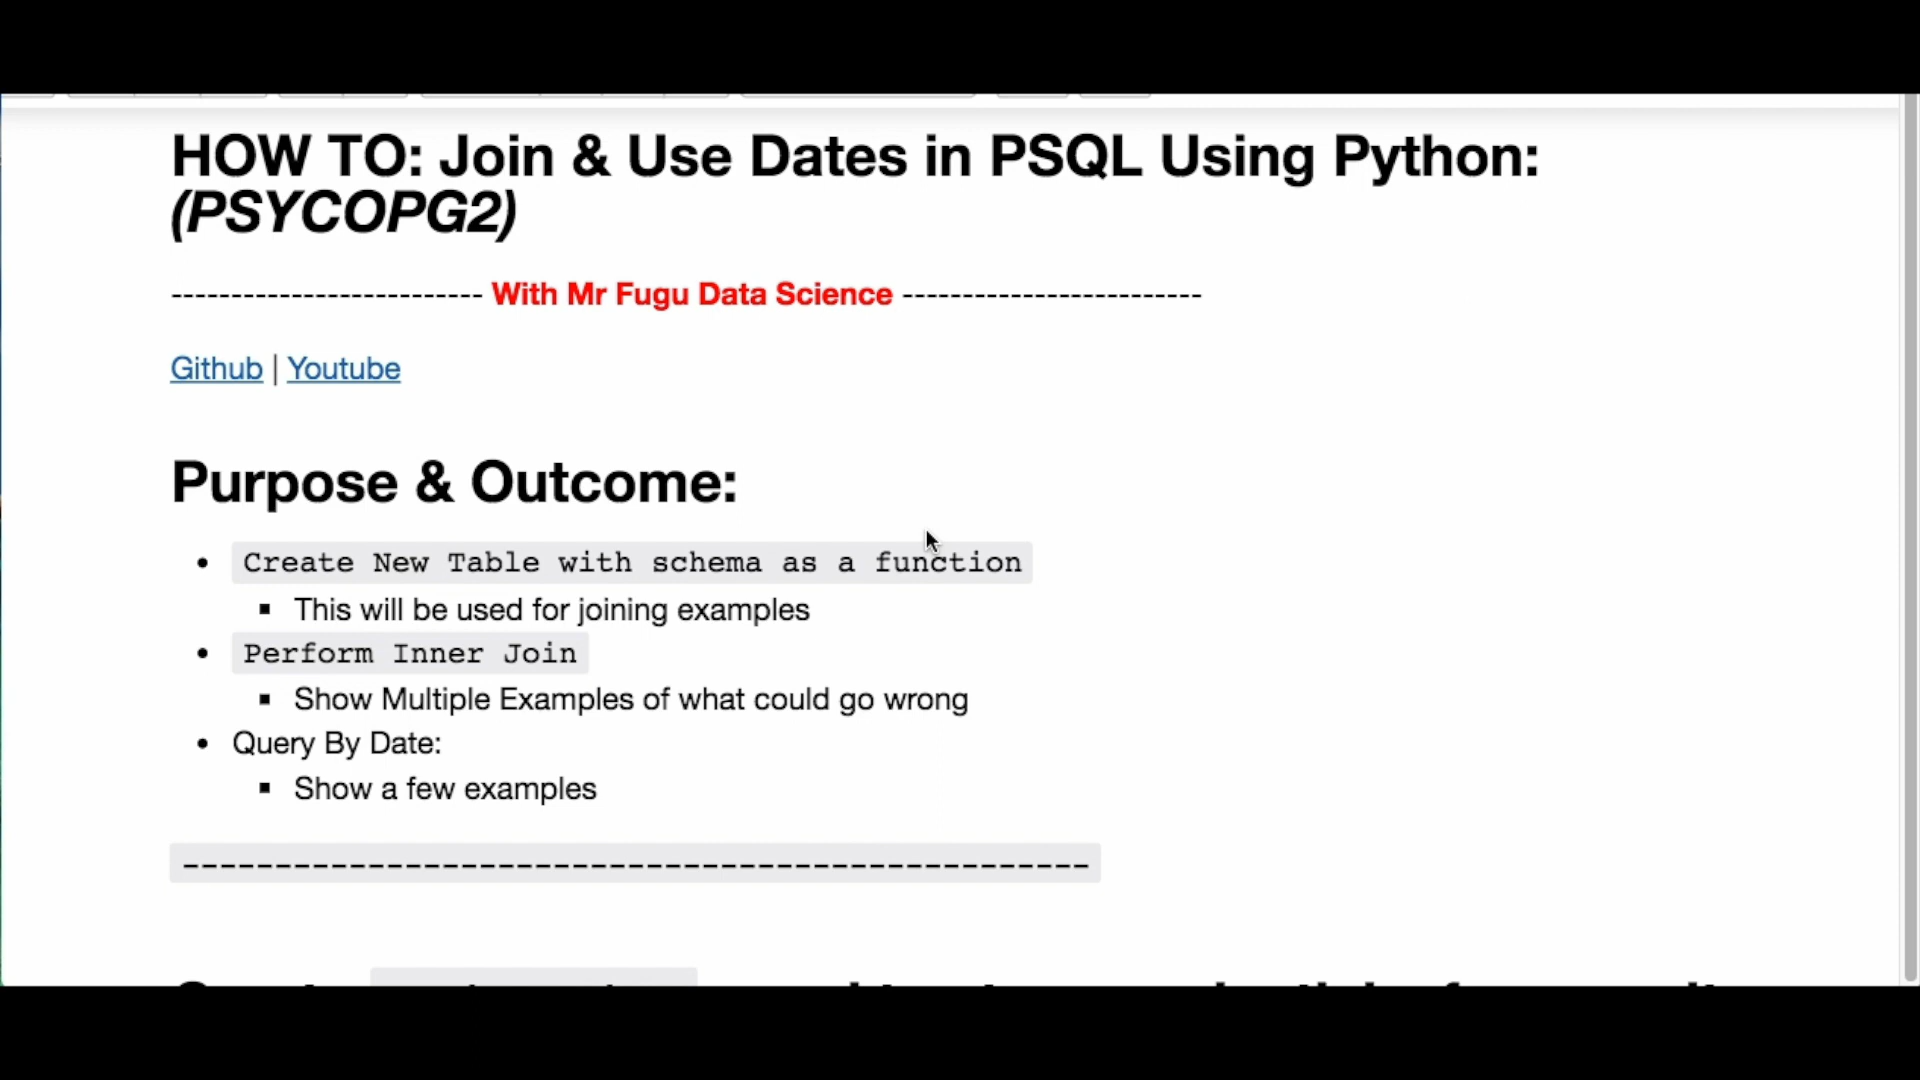 HOW TO: Join & Use Dates in PSQL Using Python:
(PSYCOPG2)
-------------------------- With Mr Fugu Data Science -------------------------
Github | Youtube
Purpose & Outcome:
• Create New Table with schema as a function
▪ This will be used for joining examples
• Perform Inner Join
▪ Show Multiple Examples of what could go wrong
• Query By Date:
▪ Show a few examples
-------------------------------------------------